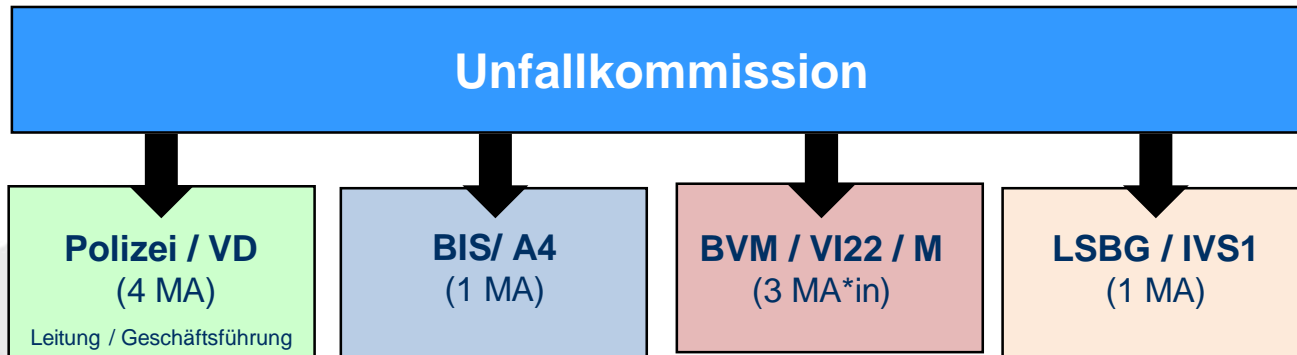 Unfallkommission
Polizei / VD
(4 MA)
Leitung / Geschäftsführung
BIS/ A4
(1 MA)
BVM / VI22 / M
(3 MA*in)
LSBG / IVS1
(1 MA)